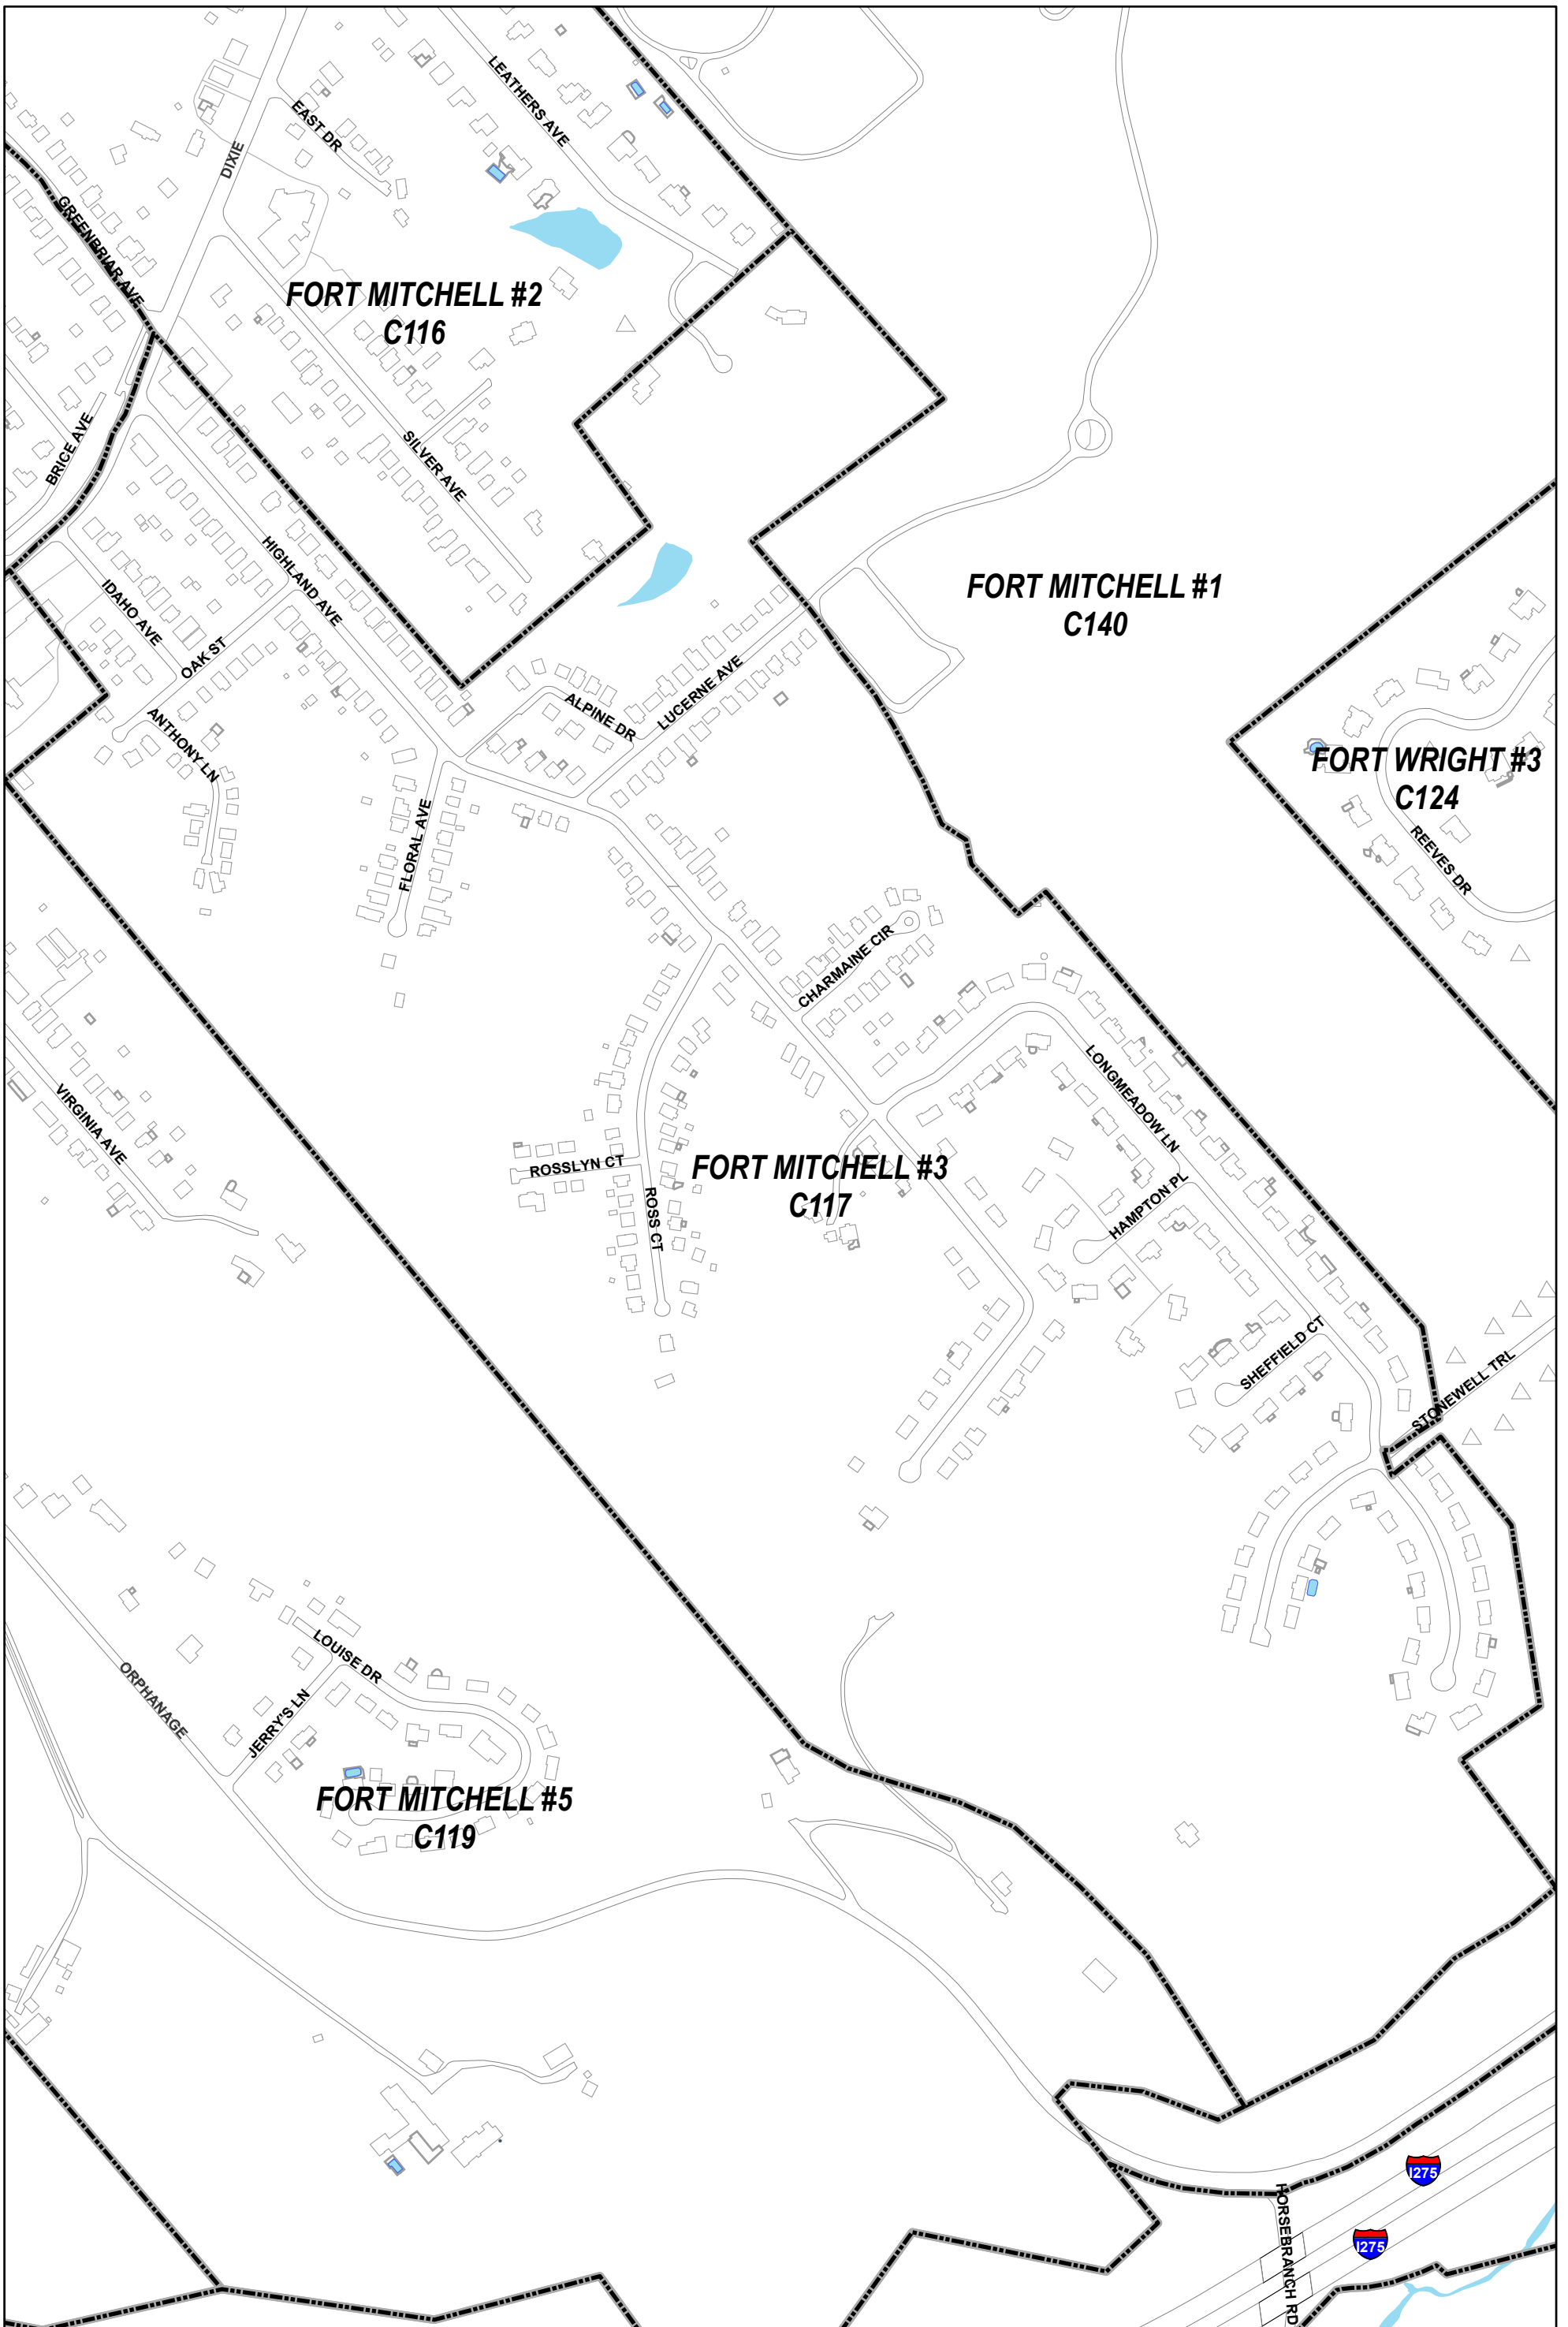 LEATHERS AVE
EAST DR
DIXIE
GREENBRIAR AVE
FORT MITCHELL #2
C116
BRICE AVE
SILVER AVE
HIGHLAND AVE
IDAHO AVE
OAK ST
FORT MITCHELL #1
C140
ALPINE DR
LUCERNE AVE
ANTHONY LN
FORT WRIGHT #3
C124
FLORAL AVE
REEVES DR
CHARMAINE CIR
LONGMEADOW LN
VIRGINIA AVE
ROSSLYN CT
FORT MITCHELL #3
C117
ROSS CT
HAMPTON PL
SHEFFIELD CT
STONEWELL TRL
LOUISE DR
ORPHANAGE
JERRY'S LN
FORT MITCHELL #5
C119
I275
HORSEBRANCH RD
I275